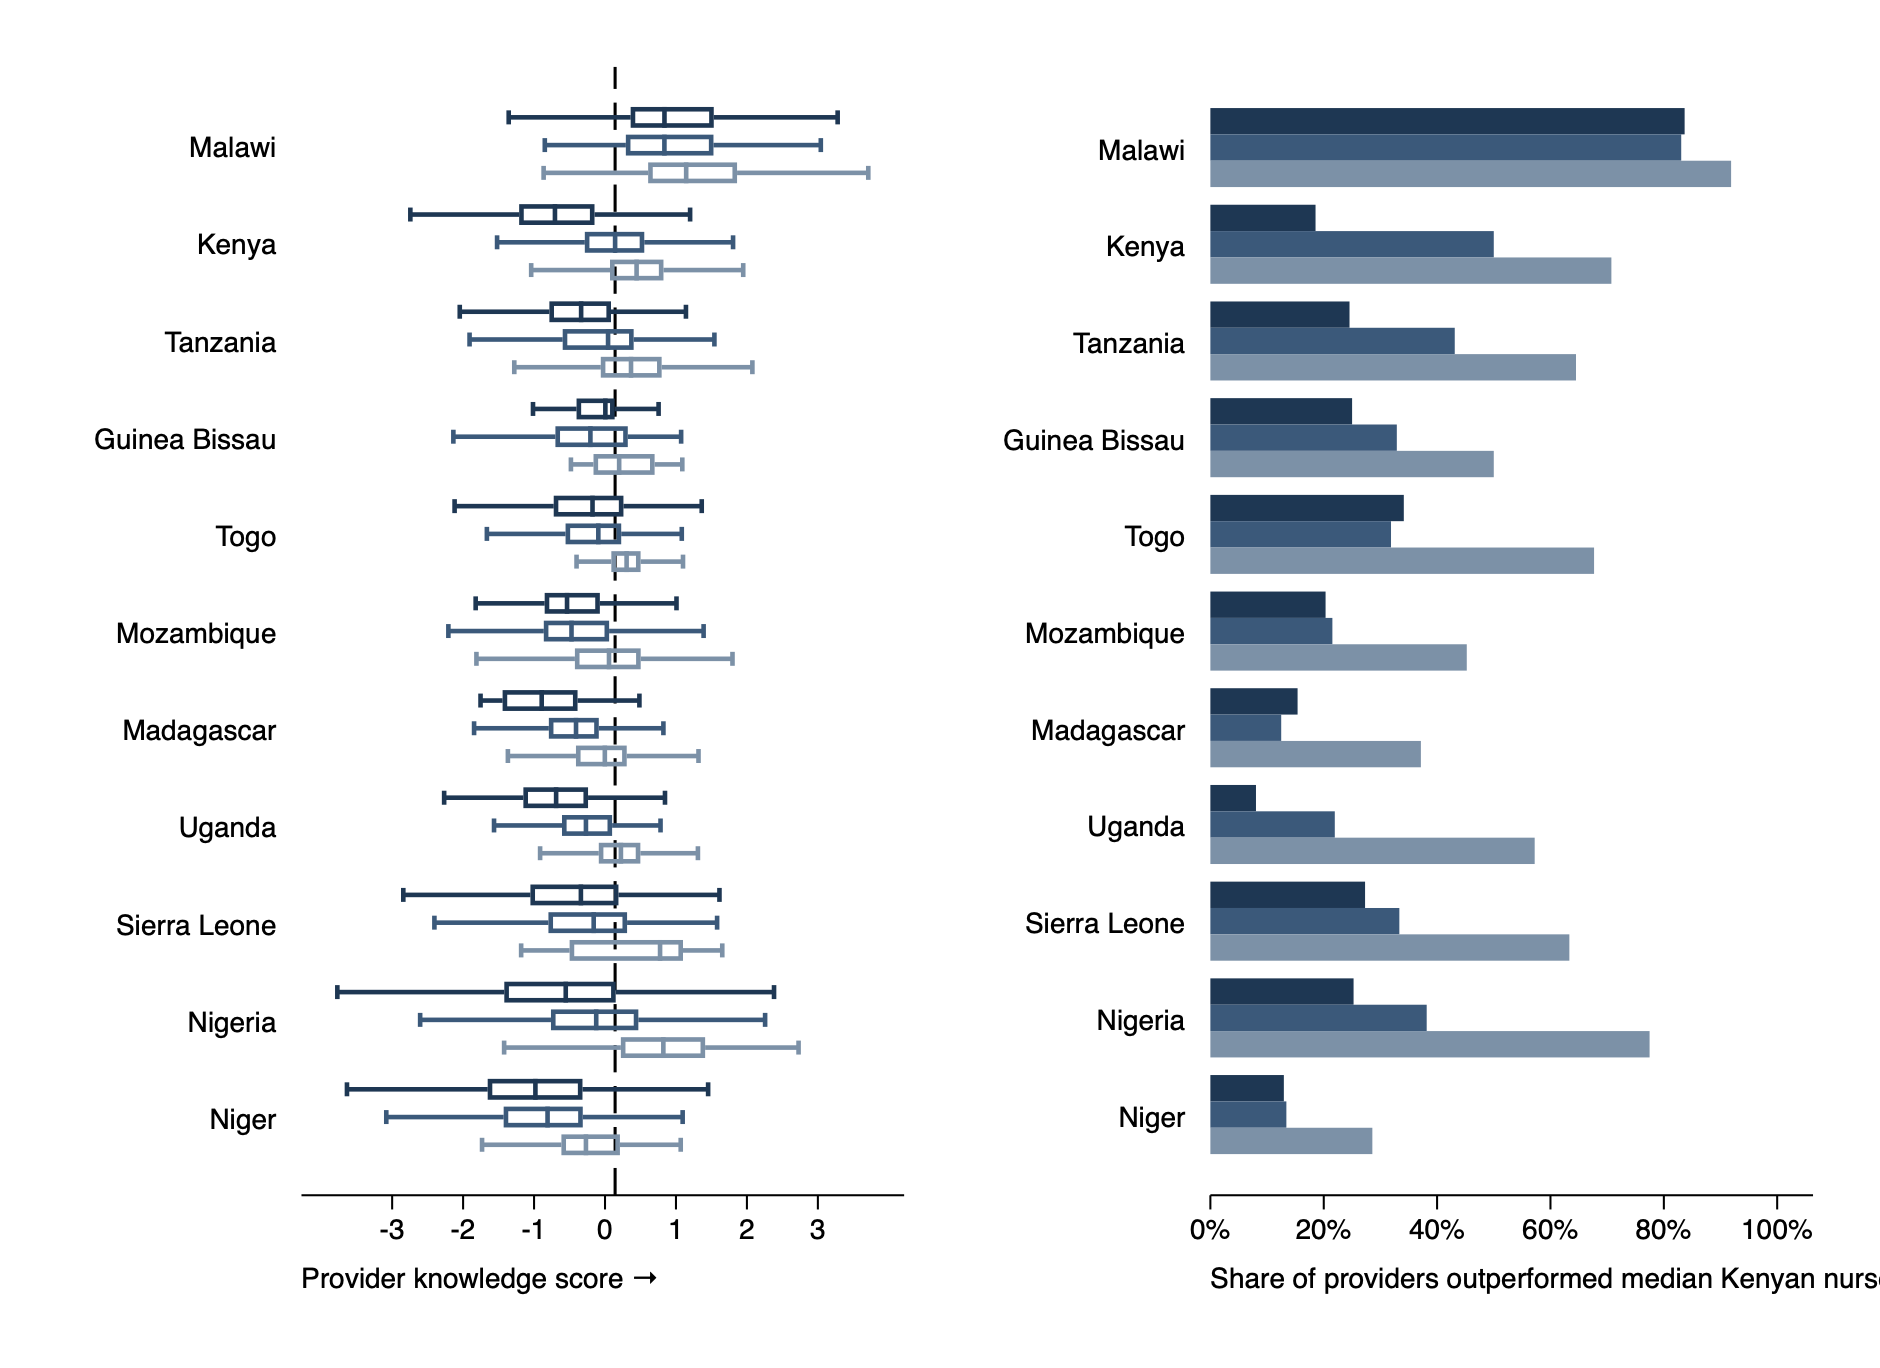 Malawi
Kenya
Tanzania
Guinea Bissau
Togo
Mozambique
Madagascar
Uganda
Sierra Leone
Nigeria
Niger
-3 -2 -1 0 1 2 3
Provider knowledge score →
Malawi
Kenya
Tanzania
Guinea Bissau
Togo
Mozambique
Madagascar
Uganda
Sierra Leone
Nigeria
Niger
0% 20% 40% 60% 80% 100%
Share of providers outperformed median Kenyan nurs